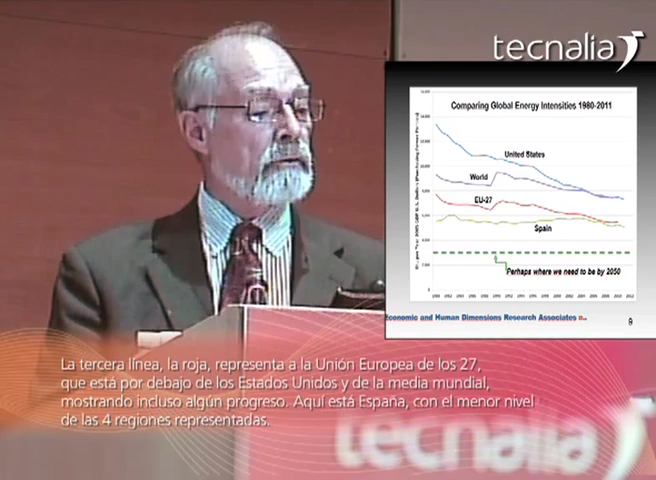 tecnalia
Comparing Global Energy Intensities 1980-2011
United States
World
EU-27
Spain
Perhaps where we need to be by 2050
Economic and Human Dimensions Research Associates
9
La tercera línea, la roja, representa a la Unión Europea de los 27,
que está por debajo de los Estados Unidos y de la media mundial,
mostrando incluso algún progreso. Aquí está España, con el menor nivel
de las 4 regiones representadas.
tecnalia